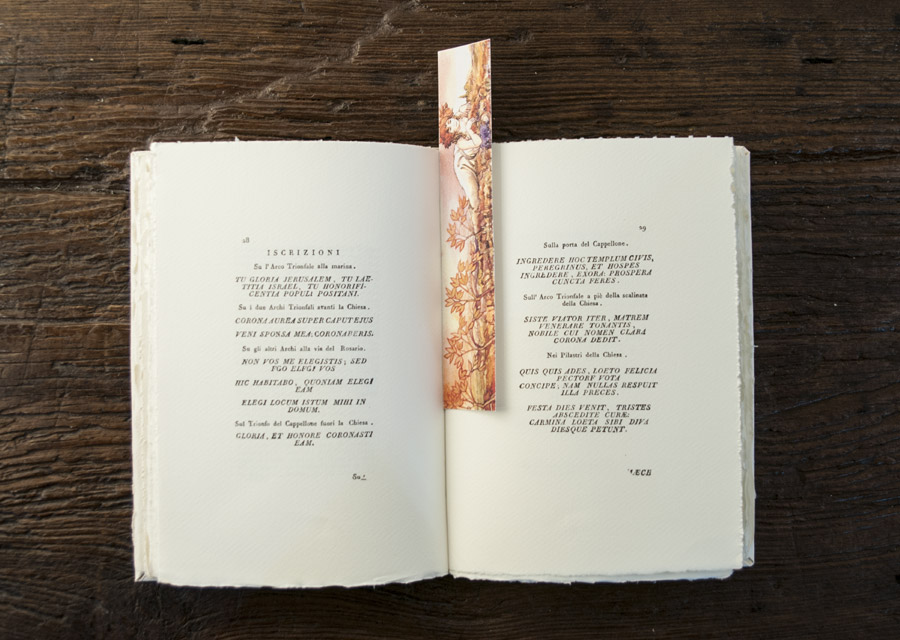 28
ISCRIZIONI
Su l'Arco Trionfale alla marina.
TU GLORIA JERUSALEM, TU LAE-
TITIA ISRAEL, TU HONORIFI-
CENTIA POPULI POSITANI.
Su i due Archi Trionfali avanti la Chiesa.
CORONA AUREA SUPER CAPUT EJUS
VENI SPONSA MEA: CORONABERIS.
Su gli altri Archi alla via del Rosario.
NON VOS ME ELEGISTIS; SED
EGO ELEGI VOS
HIC HABITABO, QUONIAM ELEGI
EAM
ELEGI LOCUM ISTUM MIHI IN
DOMUM.
Sul Trionfo del Cappellone fuori la Chiesa.
GLORIA, ET HONORE CORONASTI
EAM.
29
Sulla porta del Cappellone.
INGREDERE HOC TEMPLUM CIVIS,
PEREGRINUS, ET HOSPES
INGREDERE, EXORA: PROSPERA
CUNCTA FERES.
Sull'Arco Trionfale a piè della scalinata
della Chiesa.
SISTE VIATOR ITER, MATREM
VENERARE TONANTIS,
NOBILE CUI NOMEN CLARA
CORONA DEDIT.
Nei Pilastri della Chiesa.
QUIS QUIS ADES, LOETO FELICIA
PECTORE VOTA
CONCIPE; NAM NULLAS RESPUIT
ILLA PRECES.
FESTA DIES VENIT, TRISTES
ABSCEDITE CURÆ:
CARMINA LOETA SIBI DIVA
DIESQUE PETUNT.